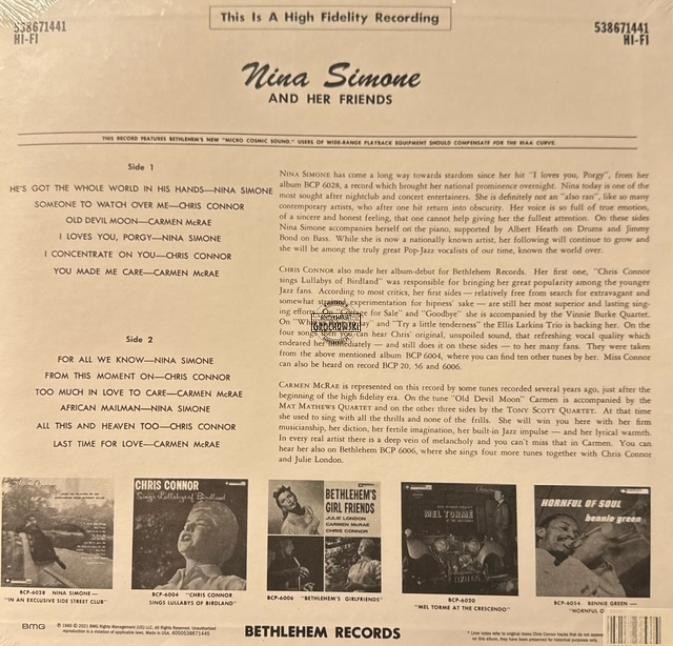 This Is A High Fidelity Recording
538671441
HI-FI
538671441
HI-FI
Nina Simone
AND HER FRIENDS
THIS RECORD FEATURES BETHLEHEM'S NEW "MICRO COSMIC SOUND." USERS OF WIDE-RANGE PLAYBACK EQUIPMENT SHOULD COMPENSATE FOR THE RIAA CURVE.
Side 1
HE'S GOT THE WHOLE WORLD IN HIS HANDS—NINA SIMONE
SOMEONE TO WATCH OVER ME—CHRIS CONNOR
OLD DEVIL MOON—CARMEN McRAE
I LOVES YOU, PORGY—NINA SIMONE
I CONCENTRATE ON YOU—CHRIS CONNOR
YOU MADE ME CARE—CARMEN McRAE
Side 2
FOR ALL WE KNOW—NINA SIMONE
FROM THIS MOMENT ON—CHRIS CONNOR
TOO MUCH IN LOVE TO CARE—CARMEN McRAE
AFRICAN MAILMAN—NINA SIMONE
ALL THIS AND HEAVEN TOO—CHRIS CONNOR
LAST TIME FOR LOVE—CARMEN McRAE
NINA SIMONE has come a long way towards stardom since her hit "I loves you, Porgy", from her
album BCP 6028, a record which brought her national prominence overnight. Nina today is one of the
most sought after nightclub and concert entertainers. She is definitely not an "also ran", like so many
contemporary artists, who after one hit return into obscurity. Her voice is so full of true emotion,
of a sincere and honest feeling, that one cannot help giving her the fullest attention. On these sides
Nina Simone accompanies herself on the piano, supported by Albert Heath on Drums and Jimmy
Bond on Bass. While she is now a nationally known artist, her following will continue to grow and
she will be among the truly great Pop-Jazz vocalists of our time, known the world over.
CHRIS CONNOR also made her album-debut for Bethlehem Records. Her first one, "Chris Connor
sings Lullabys of Birdland" was responsible for bringing her great popularity among the younger
Jazz fans. According to most critics, her first sides — relatively free from search for extravagant and
somewhat strained experimentation for hipness' sake — are still her most superior and lasting sing-
ing efforts. On for Sale" and "Goodbye" she is accompanied by the Vinnie Burke Quartet.
On and "Try a little tenderness" the Ellis Larkins Trio is backing her. On the
four songs then you can hear Chris' original, unspoiled sound, that refreshing vocal quality which
endeared her immediately — and still does it on these sides — to her many fans. They were taken
from the above mentioned album BCP 6004, where you can find ten other tunes by her. Miss Connor
can also be heard on record BCP 20, 56 and 6006.
GROCHOWSKI
CARMEN McRAE is represented on this record by some tunes recorded several years ago, just after the
beginning of the high fidelity era. On the tune "Old Devil Moon" Carmen is accompanied by the
MAT MATHEWS QUARTET and on the other three sides by the TONY SCOTT QUARTET. At that time
she used to sing with all the thrills and none of the frills. She will win you here with her firm
musicianship, her diction, her fertile imagination, her built-in Jazz impulse — and her lyrical warmth.
In every real artist there is a deep vein of melancholy and you can't miss that in Carmen. You can
hear her also on Bethlehem BCP 6006, where she sings four more tunes together with Chris Connor
and Julie London.
CHRIS CONNOR
Sings Lullabys of Birdland
BETHLEHEM'S
GIRL FRIENDS
JULIE LONDON
CARMEN McRAE
CHRIS CONNOR
MEL TORMÉ
HORNFUL OF SOUL
bennie green
BCP-6028 NINA SIMONE—
"IN AN EXCLUSIVE SIDE STREET CLUB"
BCP-6004 "CHRIS CONNOR
SINGS LULLABYS OF BIRDLAND"
BCP-6006 "BETHLEHEM'S GIRLFRIENDS"
BCP-6020
"MEL TORME AT THE CRESCENDO"
BCP-6054 BENNIE GREEN —
"HORNFUL O
BMG
BETHLEHEM RECORDS